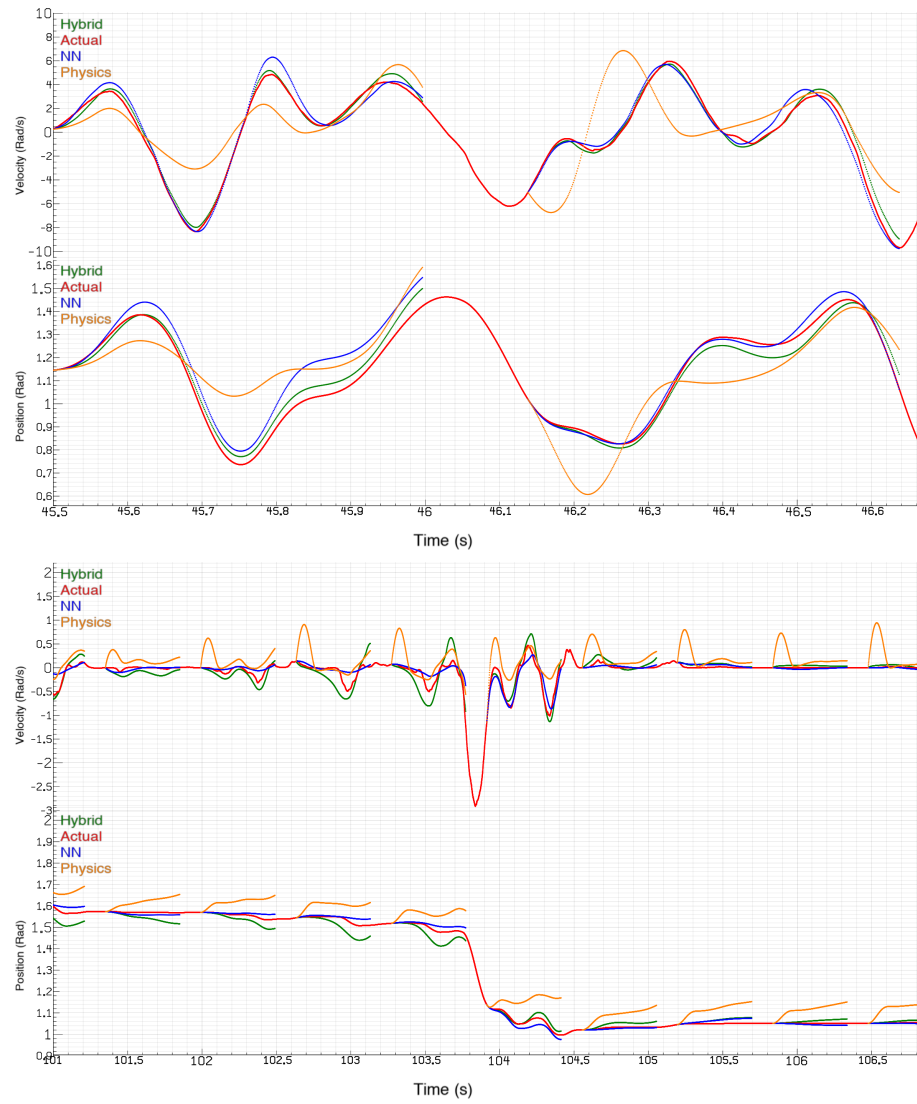 10
8
6
4
2
0
-2
-4
-6
-8
-10
Velocity (Rad/s)
Hybrid
Actual
NN
Physics
1.6
1.5
1.4
1.3
1.2
1.1
1
0.9
0.8
0.7
0.6
Position (Rad)
Hybrid
Actual
NN
Physics
45.5 45.6 45.7 45.8 45.9 46 46.1 46.2 46.3 46.4 46.5 46.6
Time (s)
2
1.5
1
0.5
0
-0.5
-1
-1.5
-2
-2.5
-3
Velocity (Rad/s)
Hybrid
Actual
NN
Physics
2
1.9
1.8
1.7
1.6
1.5
1.4
1.3
1.2
1.1
1
0.9
Position (Rad)
Hybrid
Actual
NN
Physics
101 101.5 102 102.5 103 103.5 104 104.5 105 105.5 106 106.5
Time (s)